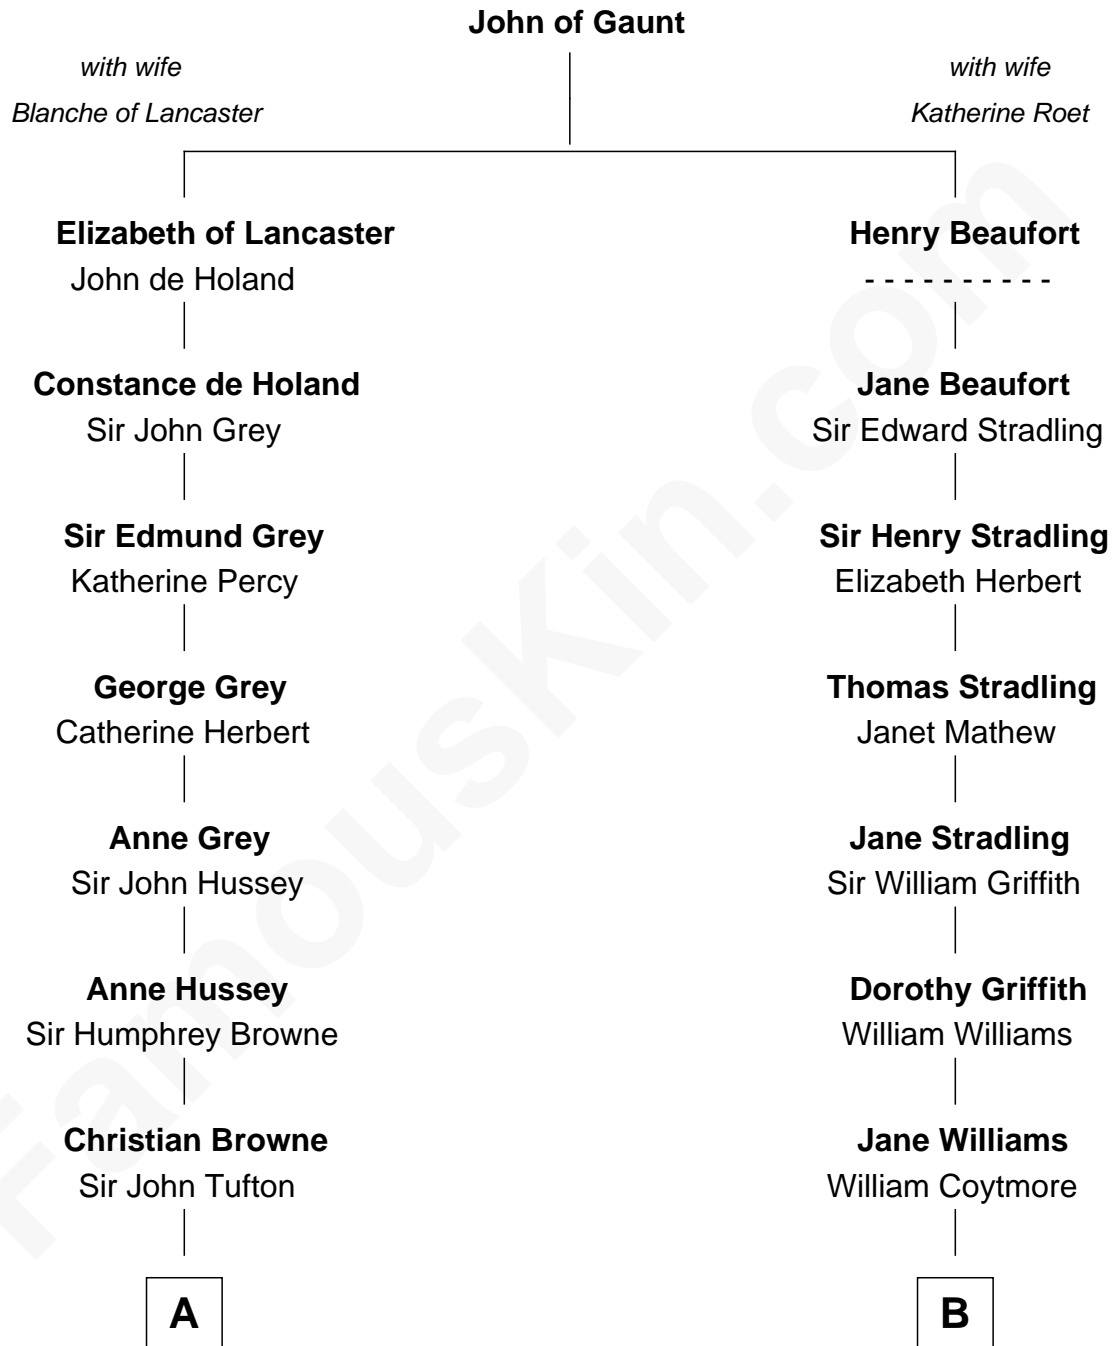 John of Gaunt
with wife
Blanche of Lancaster
with wife
Katherine Roet
Elizabeth of Lancaster
John de Holand
Henry Beaufort
- - - - - - - - - -
Constance de Holand
Sir John Grey
Jane Beaufort
Sir Edward Stradling
Sir Edmund Grey
Katherine Percy
Sir Henry Stradling
Elizabeth Herbert
George Grey
Catherine Herbert
Thomas Stradling
Janet Mathew
Anne Grey
Sir John Hussey
Jane Stradling
Sir William Griffith
Anne Hussey
Sir Humphrey Browne
Dorothy Griffith
William Williams
Christian Browne
Sir John Tufton
Jane Williams
William Coytmore
A
B
FamousKin.com